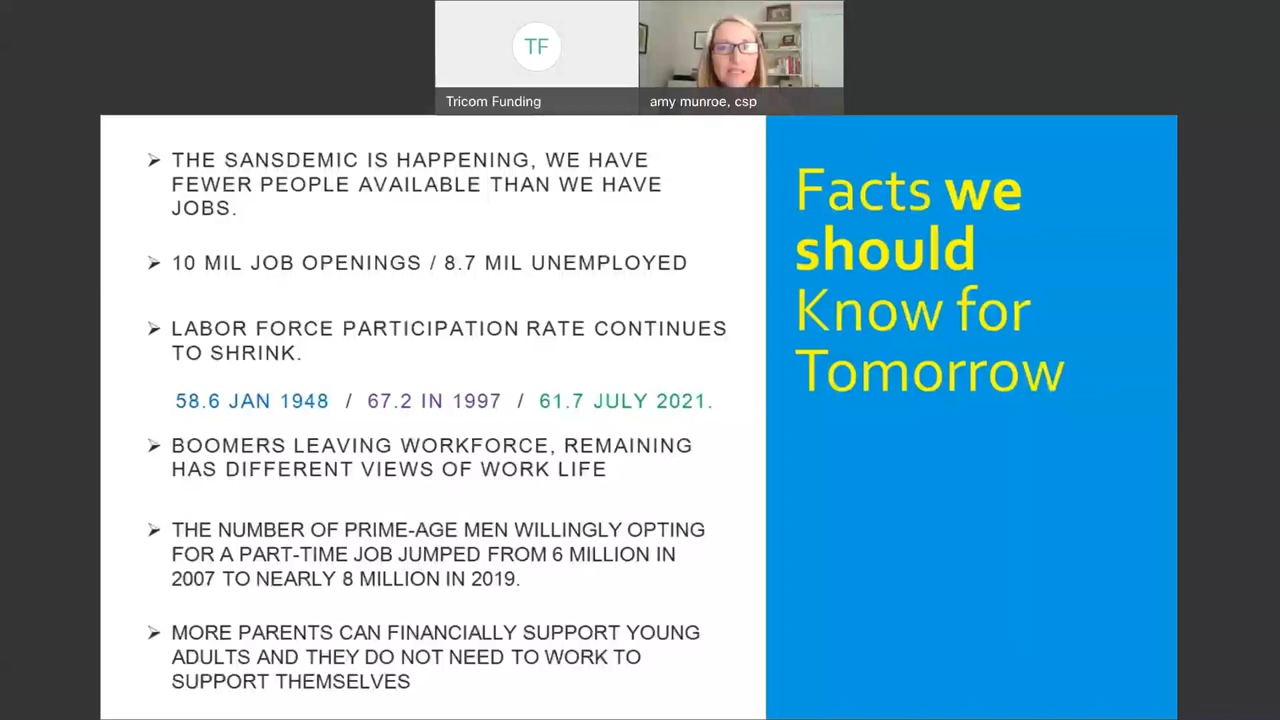 TF
Tricom Funding
amy munroe, csp
THE SANSDEMIC IS HAPPENING, WE HAVE
FEWER PEOPLE AVAILABLE THAN WE HAVE
JOBS.
10 MIL JOB OPENINGS / 8.7 MIL UNEMPLOYED
LABOR FORCE PARTICIPATION RATE CONTINUES
TO SHRINK.
58.6 JAN 1948 / 67.2 IN 1997 / 61.7 JULY 2021.
BOOMERS LEAVING WORKFORCE, REMAINING
HAS DIFFERENT VIEWS OF WORK LIFE
THE NUMBER OF PRIME-AGE MEN WILLINGLY OPTING
FOR A PART-TIME JOB JUMPED FROM 6 MILLION IN
2007 TO NEARLY 8 MILLION IN 2019.
MORE PARENTS CAN FINANCIALLY SUPPORT YOUNG
ADULTS AND THEY DO NOT NEED TO WORK TO
SUPPORT THEMSELVES
Facts we
should
Know for
Tomorrow